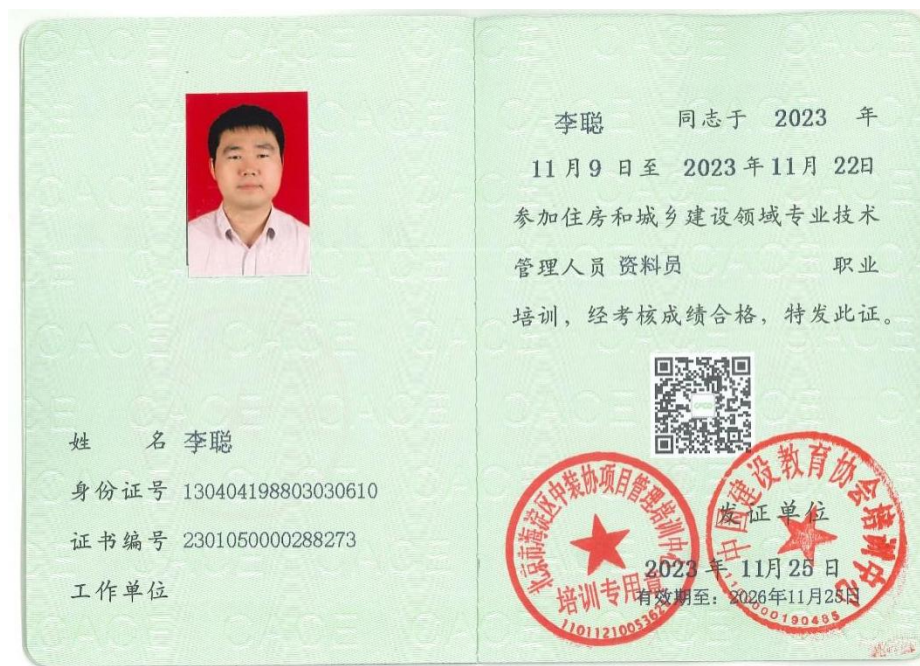 李聪 同志于 2023 年
11月9 日至 2023年11月 22日
参加住房和城乡建设领域专业技术
管理人员 资料员 职业
培训，经考核成绩合格，特发此证。
姓 名 李聪
身份证号 130404198803030610
证书编号 2301050000288273
工作单位
北京市海淀区中装协项目管理培训中心
培训专用章
中国建设教育协会培训中心
发证单位
2023 年 11月 25 日
有效期至：2026年11月25日
CACE